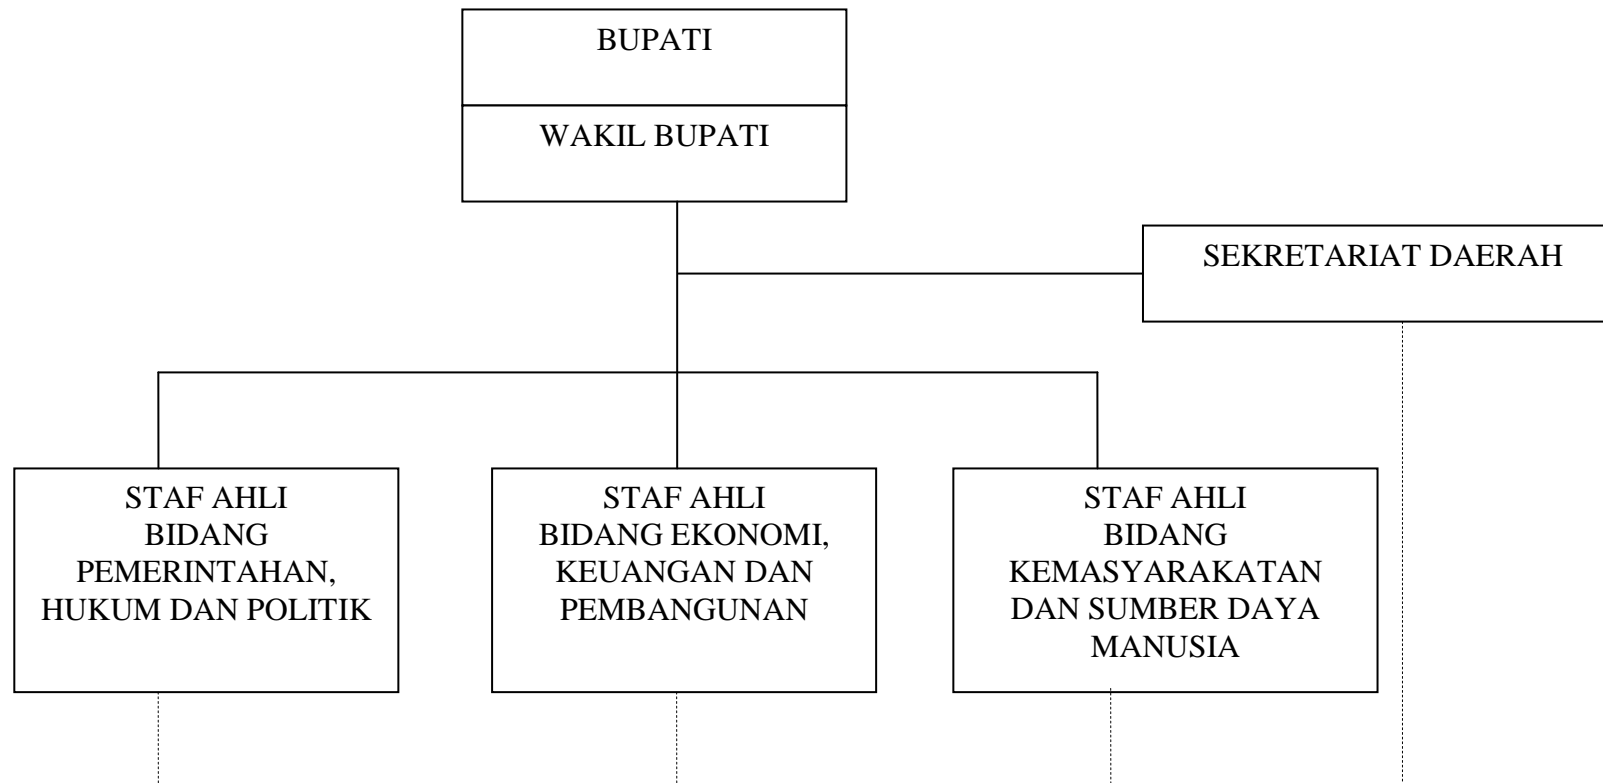 BUPATI
WAKIL BUPATI
SEKRETARIAT DAERAH
STAF AHLI
BIDANG
PEMERINTAHAN,
HUKUM DAN POLITIK
STAF AHLI
BIDANG EKONOMI,
KEUANGAN DAN
PEMBANGUNAN
STAF AHLI
BIDANG
KEMASYARAKATAN
DAN SUMBER DAYA
MANUSIA